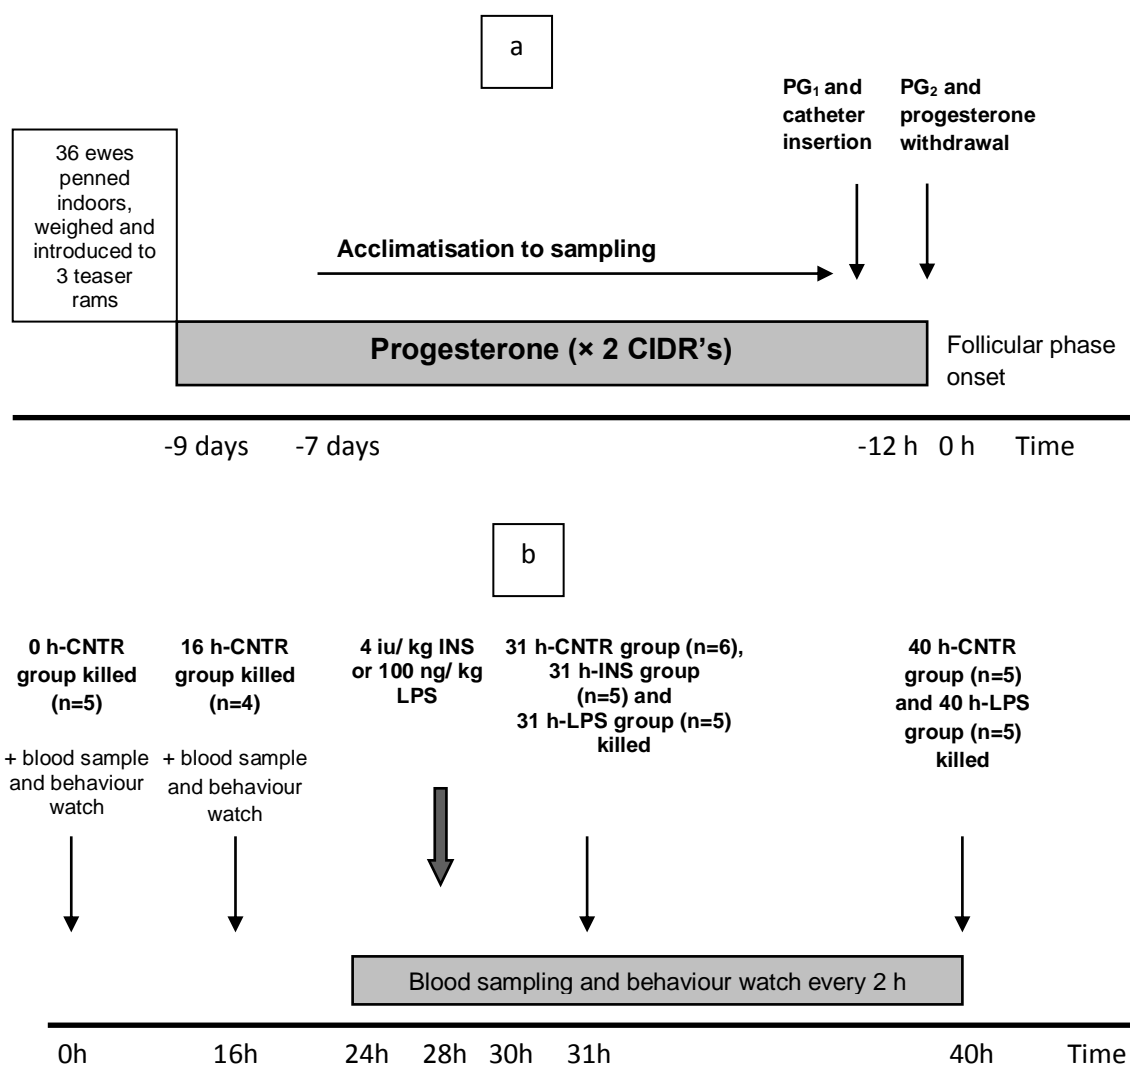 a
PG₁ and
catheter
insertion
PG₂ and
progesterone
withdrawal
36 ewes
penned
indoors,
weighed and
introduced to
3 teaser
rams
Acclimatisation to sampling
Progesterone (× 2 CIDR's)
Follicular phase
onset
-9 days
-7 days
-12 h
0 h
Time
b
0 h-CNTR
group killed
(n=5)
+ blood sample
and behaviour
watch
16 h-CNTR
group killed
(n=4)
+ blood sample
and behaviour
watch
4 iu/ kg INS
or 100 ng/ kg
LPS
31 h-CNTR group (n=6),
31 h-INS group
(n=5) and
31 h-LPS group (n=5)
killed
40 h-CNTR
group (n=5)
and 40 h-LPS
group (n=5)
killed
Blood sampling and behaviour watch every 2 h
0h
16h
24h
28h
30h
31h
40h
Time